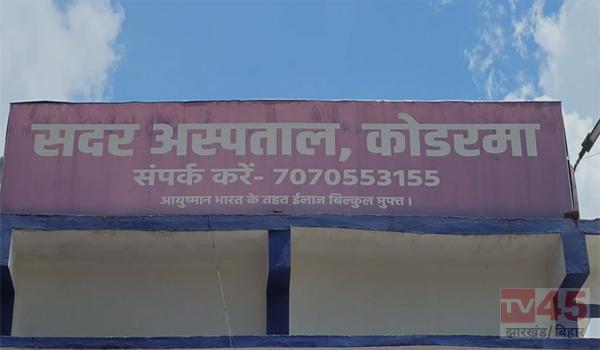 सदर अस्पताल, कोडरमा
संपर्क करें- 7070553155
आयुष्मान भारत के तहत ईलाज बिल्कुल मुफ्त।
TV45
झारखंड/बिहार